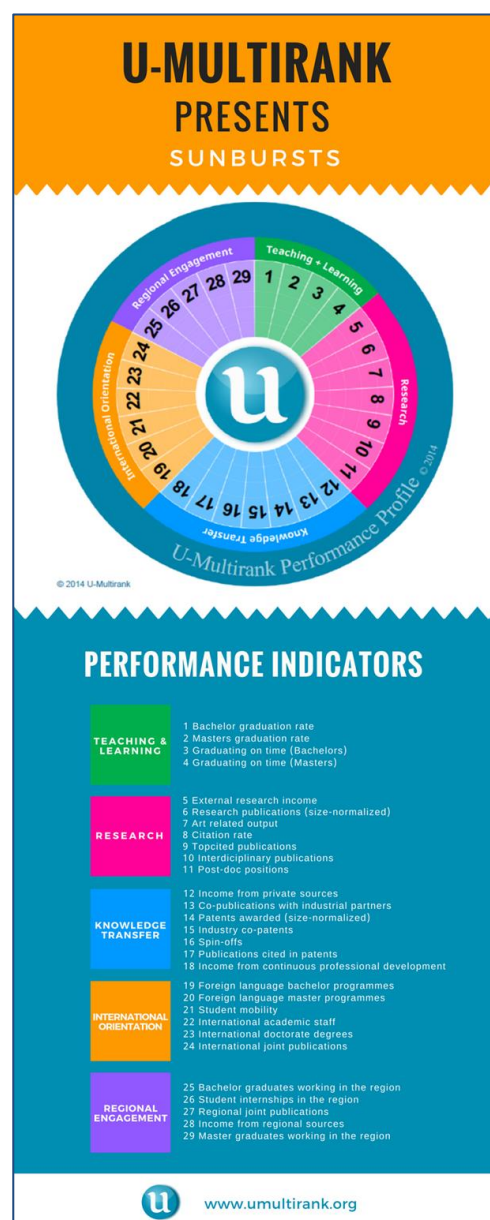 U-MULTIRANK
PRESENTS
SUNBURSTS
Teaching + Learning
1 2 3 4
Research
5 6 7 8 9 10 11
Knowledge Transfer
12 13 14 15 16 17 18
International Orientation
19 20 21 22 23 24
Regional Engagement
25 26 27 28 29
u
U-Multirank Performance Profile © 2014
© 2014 U-Multirank
PERFORMANCE INDICATORS
TEACHING &
LEARNING
1 Bachelor graduation rate
2 Masters graduation rate
3 Graduating on time (Bachelors)
4 Graduating on time (Masters)
RESEARCH
5 External research income
6 Research publications (size-normalized)
7 Art related output
8 Citation rate
9 Topcited publications
10 Interdiciplinary publications
11 Post-doc positions
KNOWLEDGE
TRANSFER
12 Income from private sources
13 Co-publications with industrial partners
14 Patents awarded (size-normalized)
15 Industry co-patents
16 Spin-offs
17 Publications cited in patents
18 Income from continuous professional development
INTERNATIONAL
ORIENTATION
19 Foreign language bachelor programmes
20 Foreign language master programmes
21 Student mobility
22 International academic staff
23 International doctorate degrees
24 International joint publications
REGIONAL
ENGAGEMENT
25 Bachelor graduates working in the region
26 Student internships in the region
27 Regional joint publications
28 Income from regional sources
29 Master graduates working in the region
u
www.umultirank.org